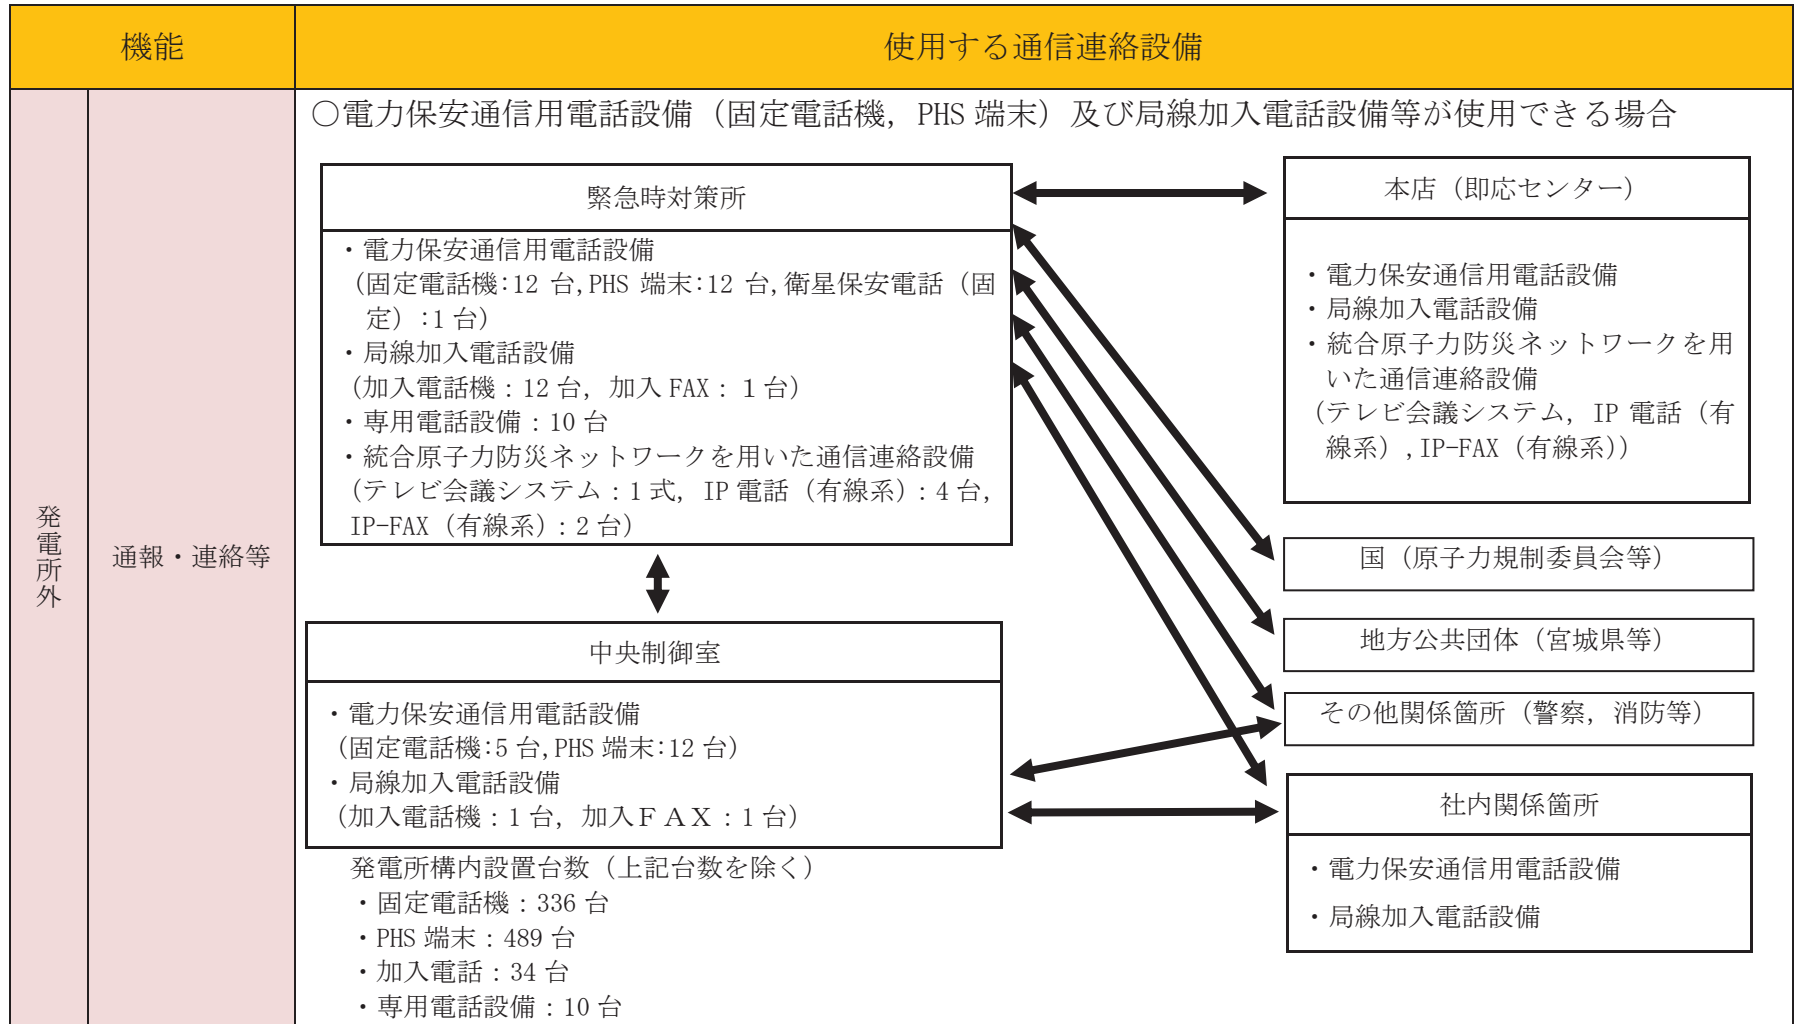 機能
使用する通信連絡設備
発電所外
通報・連絡等
○電力保安通信用電話設備（固定電話機，PHS 端末）及び局線加入電話設備等が使用できる場合
緊急時対策所
・電力保安通信用電話設備
（固定電話機:12 台,PHS 端末:12 台,衛星保安電話（固
定）:1 台）
・局線加入電話設備
（加入電話機：12 台，加入 FAX：１台）
・専用電話設備：10 台
・統合原子力防災ネットワークを用いた通信連絡設備
（テレビ会議システム：1 式，IP 電話（有線系）：4 台，
IP-FAX（有線系）：2 台）
中央制御室
・電力保安通信用電話設備
（固定電話機:5 台,PHS 端末:12 台）
・局線加入電話設備
（加入電話機：1 台，加入ＦＡＸ：1 台）
発電所構内設置台数（上記台数を除く）
・固定電話機：336 台
・PHS 端末：489 台
・加入電話：34 台
・専用電話設備：10 台
本店（即応センター）
・電力保安通信用電話設備
・局線加入電話設備
・統合原子力防災ネットワークを用
いた通信連絡設備
（テレビ会議システム，IP 電話（有
線系）,IP-FAX（有線系））
国（原子力規制委員会等）
地方公共団体（宮城県等）
その他関係箇所（警察，消防等）
社内関係箇所
・電力保安通信用電話設備
・局線加入電話設備